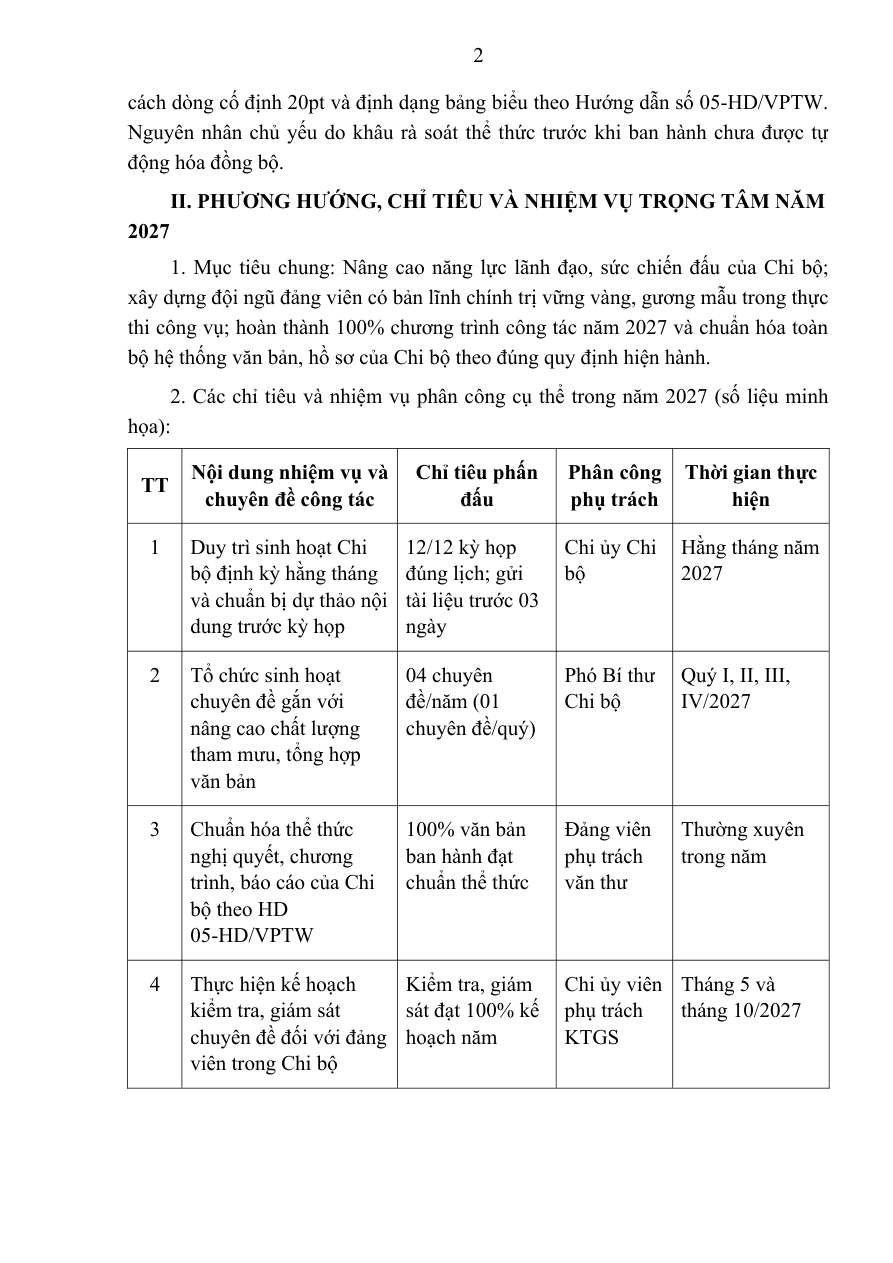 2
cách dòng cố định 20pt và định dạng bảng biểu theo Hướng dẫn số 05-HD/VPTW.
Nguyên nhân chủ yếu do khâu rà soát thể thức trước khi ban hành chưa được tự
động hóa đồng bộ.
II. PHƯƠNG HƯỚNG, CHỈ TIÊU VÀ NHIỆM VỤ TRỌNG TÂM NĂM
2027
1. Mục tiêu chung: Nâng cao năng lực lãnh đạo, sức chiến đấu của Chi bộ;
xây dựng đội ngũ đảng viên có bản lĩnh chính trị vững vàng, gương mẫu trong thực
thi công vụ; hoàn thành 100% chương trình công tác năm 2027 và chuẩn hóa toàn
bộ hệ thống văn bản, hồ sơ của Chi bộ theo đúng quy định hiện hành.
2. Các chỉ tiêu và nhiệm vụ phân công cụ thể trong năm 2027 (số liệu minh
họa):
TT
Nội dung nhiệm vụ và
chuyên đề công tác
Chỉ tiêu phấn
đấu
Phân công
phụ trách
Thời gian thực
hiện
1
Duy trì sinh hoạt Chi
bộ định kỳ hằng tháng
và chuẩn bị dự thảo nội
dung trước kỳ họp
12/12 kỳ họp
đúng lịch; gửi
tài liệu trước 03
ngày
Chi ủy Chi
bộ
Hằng tháng năm
2027
2
Tổ chức sinh hoạt
chuyên đề gắn với
nâng cao chất lượng
tham mưu, tổng hợp
văn bản
04 chuyên
đề/năm (01
chuyên đề/quý)
Phó Bí thư
Chi bộ
Quý I, II, III,
IV/2027
3
Chuẩn hóa thể thức
nghị quyết, chương
trình, báo cáo của Chi
bộ theo HD
05-HD/VPTW
100% văn bản
ban hành đạt
chuẩn thể thức
Đảng viên
phụ trách
văn thư
Thường xuyên
trong năm
4
Thực hiện kế hoạch
kiểm tra, giám sát
chuyên đề đối với đảng
viên trong Chi bộ
Kiểm tra, giám
sát đạt 100% kế
hoạch năm
Chi ủy viên
phụ trách
KTGS
Tháng 5 và
tháng 10/2027